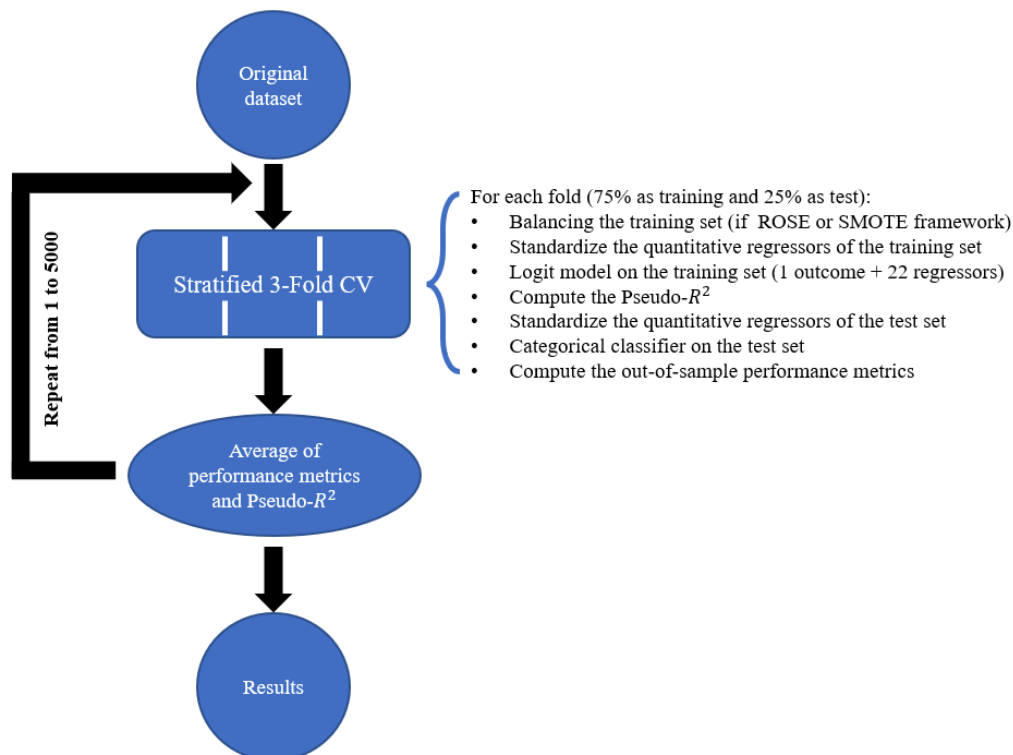 Original
dataset
For each fold (75% as training and 25% as test):
• Balancing the training set (if ROSE or SMOTE framework)
• Standardize the quantitative regressors of the training set
• Logit model on the training set (1 outcome + 22 regressors)
• Compute the Pseudo-R²
• Standardize the quantitative regressors of the test set
• Categorical classifier on the test set
• Compute the out-of-sample performance metrics
Stratified 3-Fold CV
Repeat from 1 to 5000
Average of
performance metrics
and Pseudo-R²
Results